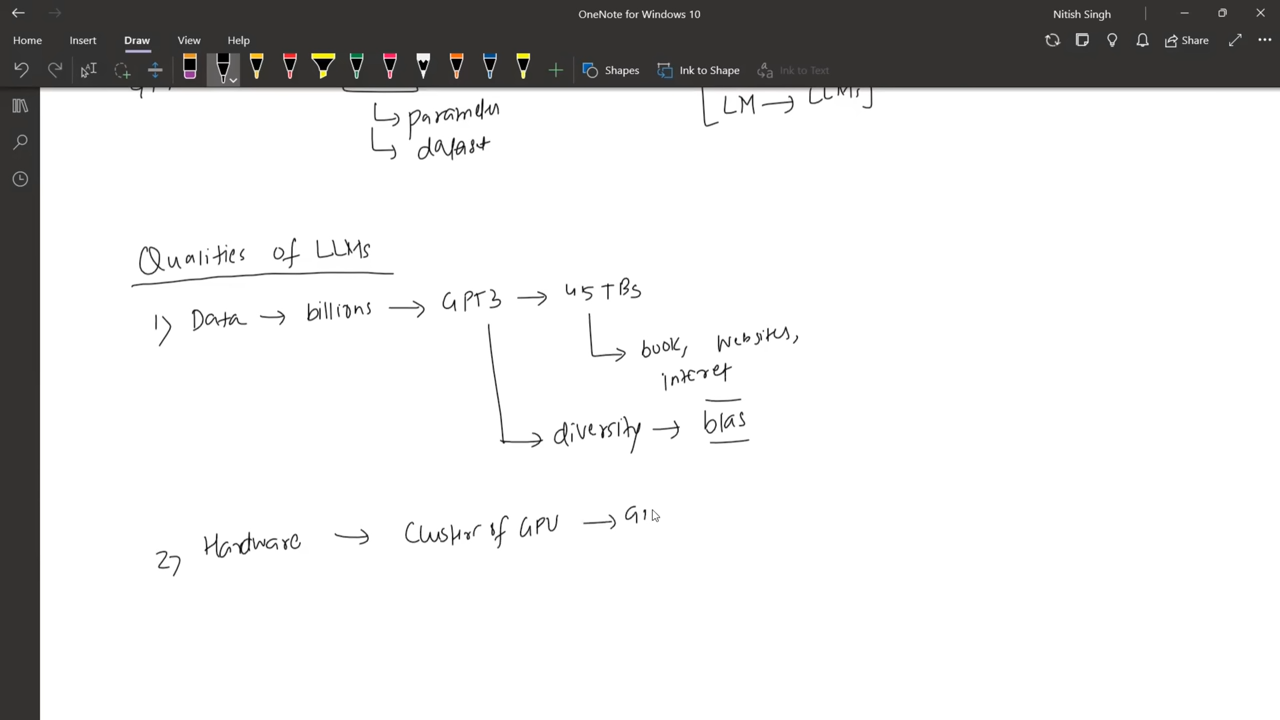 OneNote for Windows 10
Nitish Singh
Home Insert Draw View Help
Share
Shapes Ink to Shape Ink to Text
parameter
dataset
[LM → LLMs]
Qualities of LLMs
1) Data → billions → GPT3 → 45 TBs
book, websites,
interet
diversity → bias
2) Hardware → Cluster of GPU →